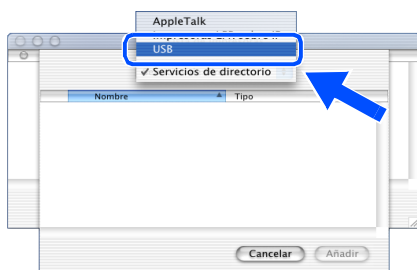 AppleTalk
USB
✓ Servicios de directorio
Nombre Tipo
Cancelar Añadir